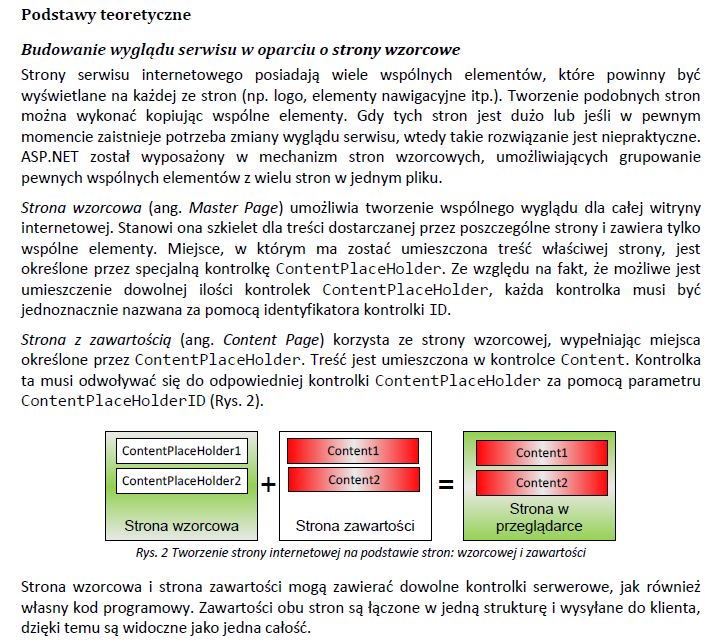 Podstawy teoretyczne
Budowanie wyglądu serwisu w oparciu o strony wzorcowe
Strony serwisu internetowego posiadają wiele wspólnych elementów, które powinny być
wyświetlane na każdej ze stron (np. logo, elementy nawigacyjne itp.). Tworzenie podobnych stron
można wykonać kopiując wspólne elementy. Gdy tych stron jest dużo lub jeśli w pewnym
momencie zaistnieje potrzeba zmiany wyglądu serwisu, wtedy takie rozwiązanie jest niepraktyczne.
ASP.NET został wyposażony w mechanizm stron wzorcowych, umożliwiających grupowanie
pewnych wspólnych elementów z wielu stron w jednym pliku.
Strona wzorcowa (ang. Master Page) umożliwia tworzenie wspólnego wyglądu dla całej witryny
internetowej. Stanowi ona szkielet dla treści dostarczanej przez poszczególne strony i zawiera tylko
wspólne elementy. Miejsce, w którym ma zostać umieszczona treść właściwej strony, jest
określone przez specjalną kontrolkę ContentPlaceHolder. Ze względu na fakt, że możliwe jest
umieszczenie dowolnej ilości kontrolek ContentPlaceHolder, każda kontrolka musi być
jednoznacznie nazwana za pomocą identyfikatora kontrolki ID.
Strona z zawartością (ang. Content Page) korzysta ze strony wzorcowej, wypełniając miejsca
określone przez ContentPlaceHolder. Treść jest umieszczona w kontrolce Content. Kontrolka
ta musi odwoływać się do odpowiedniej kontrolki ContentPlaceHolder za pomocą parametru
ContentPlaceHolderID (Rys. 2).
ContentPlaceHolder1
ContentPlaceHolder2
Strona wzorcowa
+
Content1
Content2
Strona zawartości
=
Content1
Content2
Strona w
przeglądarce
Rys. 2 Tworzenie strony internetowej na podstawie stron: wzorcowej i zawartości
Strona wzorcowa i strona zawartości mogą zawierać dowolne kontrolki serwerowe, jak również
własny kod programowy. Zawartości obu stron są łączone w jedną strukturę i wysyłane do klienta,
dzięki temu są widoczne jako jedna całość.